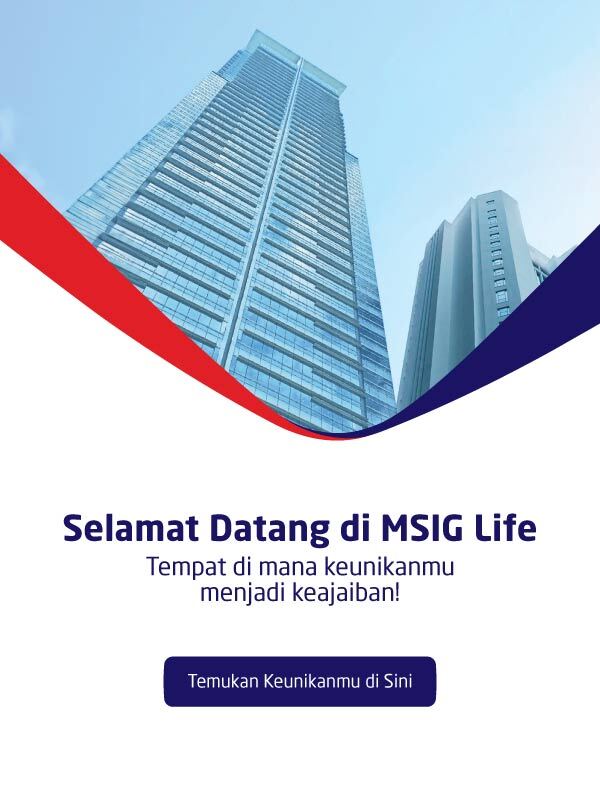 Selamat Datang di MSIG Life
Tempat di mana keunikanmu
menjadi keajaiban!
Temukan Keunikanmu di Sini